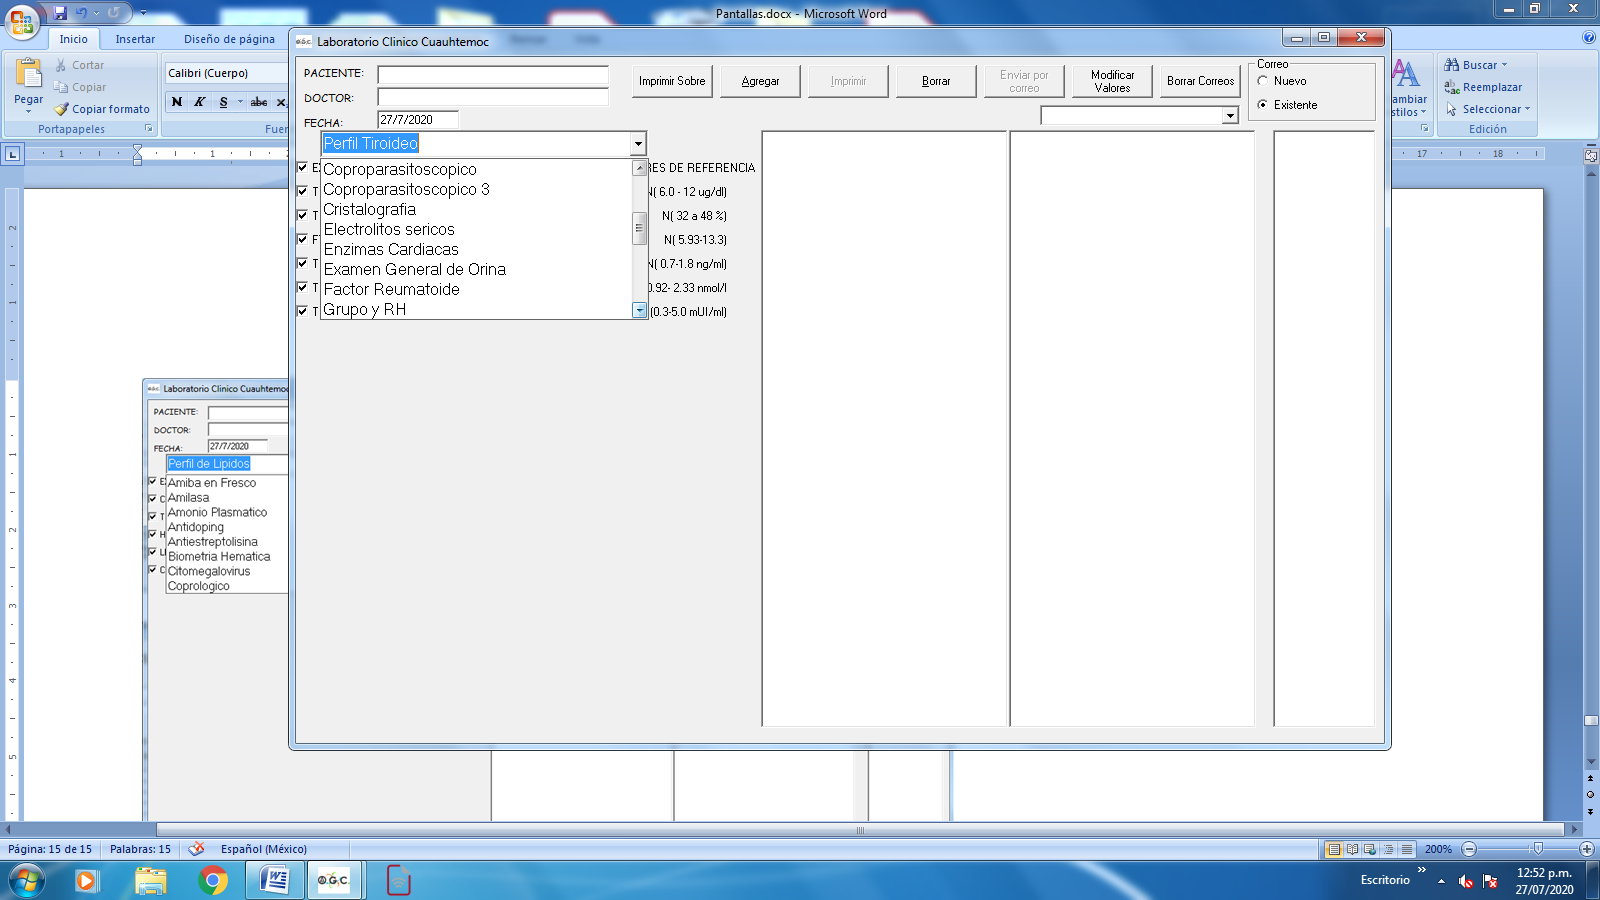 Pantallas.docx - Microsoft Word
Inicio
Insertar
Diseño de página
Cortar
Copiar
Copiar formato
Pegar
Portapapeles
Calibri (Cuerpo)
N K S abc x
Buscar
Reemplazar
Seleccionar
Edición
Laboratorio Clinico Cuauhtemoc
PACIENTE:
DOCTOR:
FECHA:
27/7/2020
Imprimir Sobre
Agregar
Imprimir
Borrar
Enviar por
correo
Modificar
Valores
Borrar Correos
Correo
Nuevo
Existente
Perfil Tiroideo
Coproparasitoscopico
Coproparasitoscopico 3
Cristalografia
Electrolitos sericos
Enzimas Cardiacas
Examen General de Orina
Factor Reumatoide
Grupo y RH
DE REFERENCIA
N( 6.0 - 12 ug/dl)
N( 32 a 48 %)
N( 5.93-13.3)
N( 0.7-1.8 ng/ml)
0.92- 2.33 nmol/l
(0.3-5.0 mUI/ml)
Laboratorio Clinico Cuauhtemoc
PACIENTE:
DOCTOR:
FECHA:
27/7/2020
Perfil de Lipidos
Amiba en Fresco
Amilasa
Amonio Plasmatico
Antidoping
Antiestreptolisina
Biometria Hematica
Citomegalovirus
Coprologico
Página: 15 de 15
Palabras: 15
Español (México)
200%
O.G.C.
Escritorio
12:52 p.m.
27/07/2020